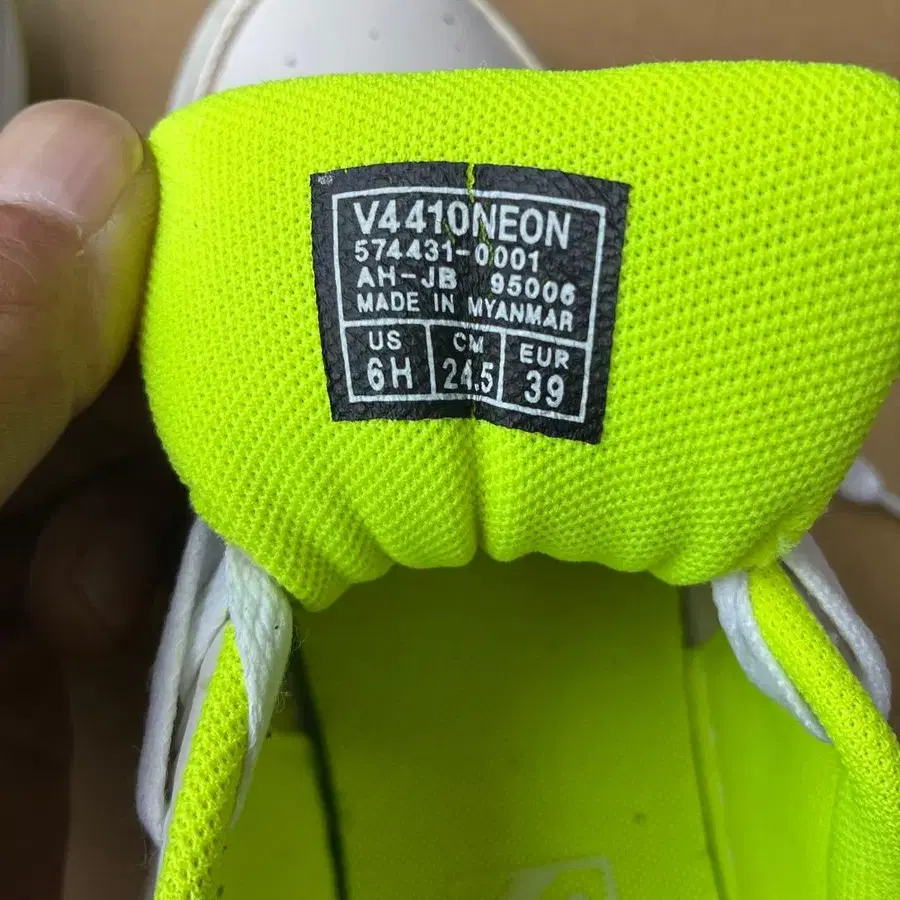 V4410NEON
574431-0001
AH-JB 95006
MADE IN MYANMAR
US CM EUR
6H 24.5 39